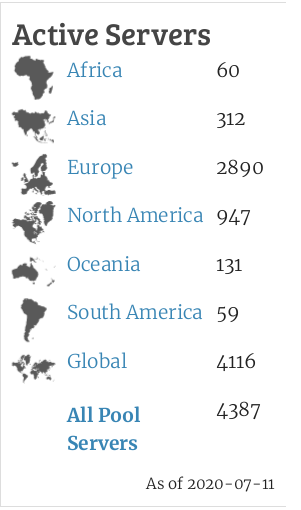 Active Servers
Africa 60
Asia 312
Europe 2890
North America 947
Oceania 131
South America 59
Global 4116
All Pool 4387
Servers
As of 2020-07-11